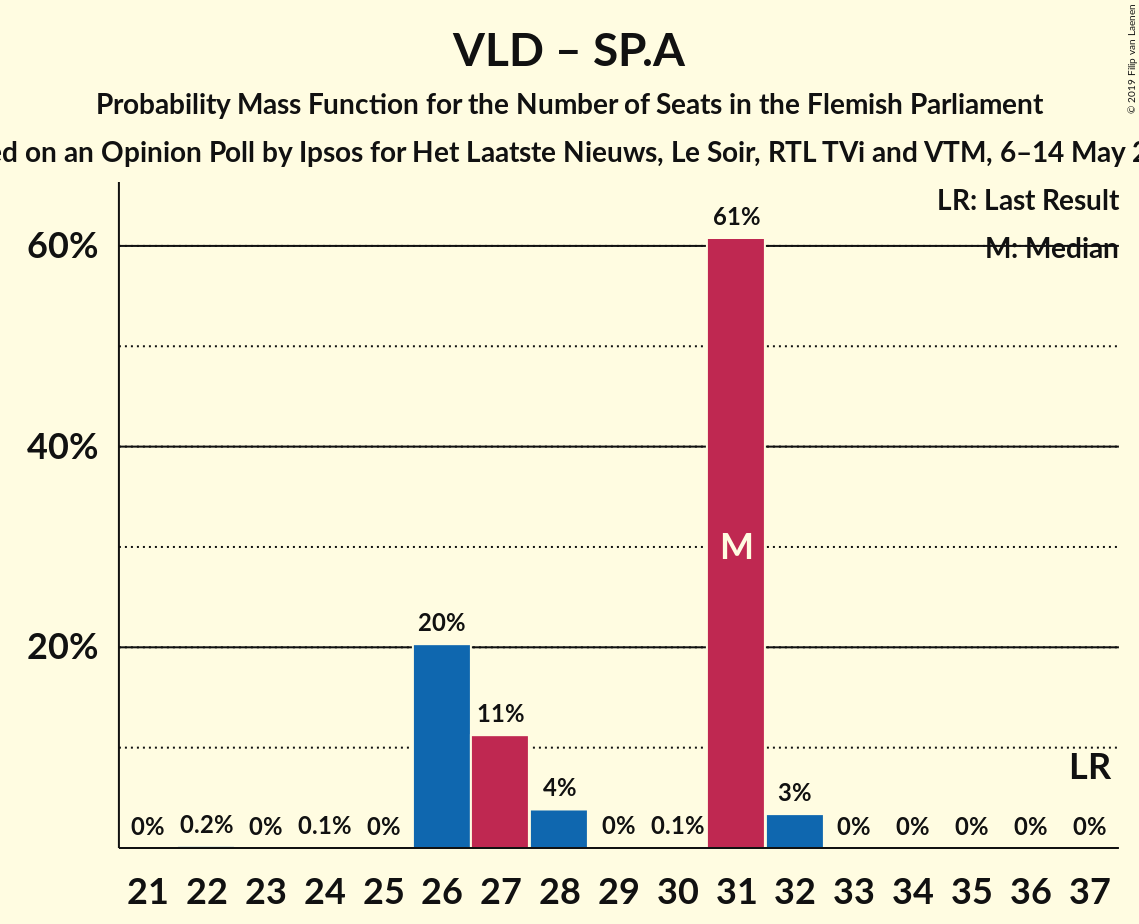 VLD – SP.A
Probability Mass Function for the Number of Seats in the Flemish Parliament
on an Opinion Poll by Ipsos for Het Laatste Nieuws, Le Soir, RTL TVi and VTM, 6–14 May
© 2019 Filip van Laenen
LR: Last Result
M: Median
60%
40%
20%
61%
20%
11%
4%
3%
0% 0.2% 0% 0.1% 0% 0% 0.1% 0% 0% 0% 0% 0%
M
LR
21 22 23 24 25 26 27 28 29 30 31 32 33 34 35 36 37